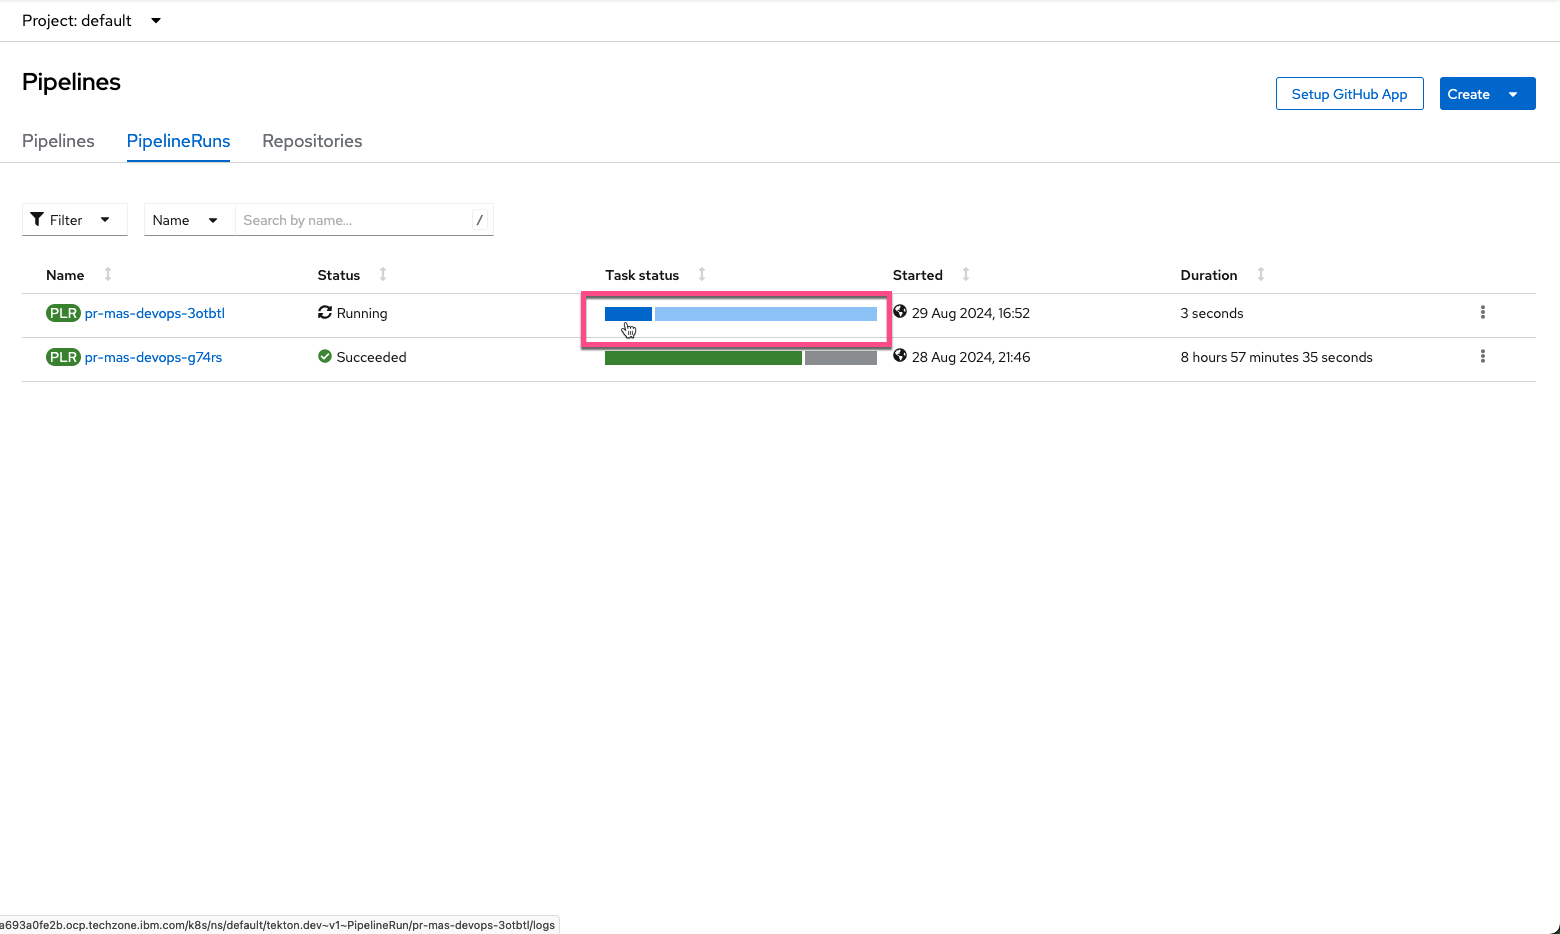 Project: default
Pipelines
Setup GitHub App
Create
Pipelines PipelineRuns Repositories
Filter Name Search by name... /
Name Status Task status Started Duration
PLR pr-mas-devops-3otbtl Running 29 Aug 2024, 16:52 3 seconds
PLR pr-mas-devops-g74rs Succeeded 28 Aug 2024, 21:46 8 hours 57 minutes 35 seconds
a693a0fe2b.ocp.techzone.ibm.com/k8s/ns/default/tekton.dev~v1~PipelineRun/pr-mas-devops-3otbtl/logs